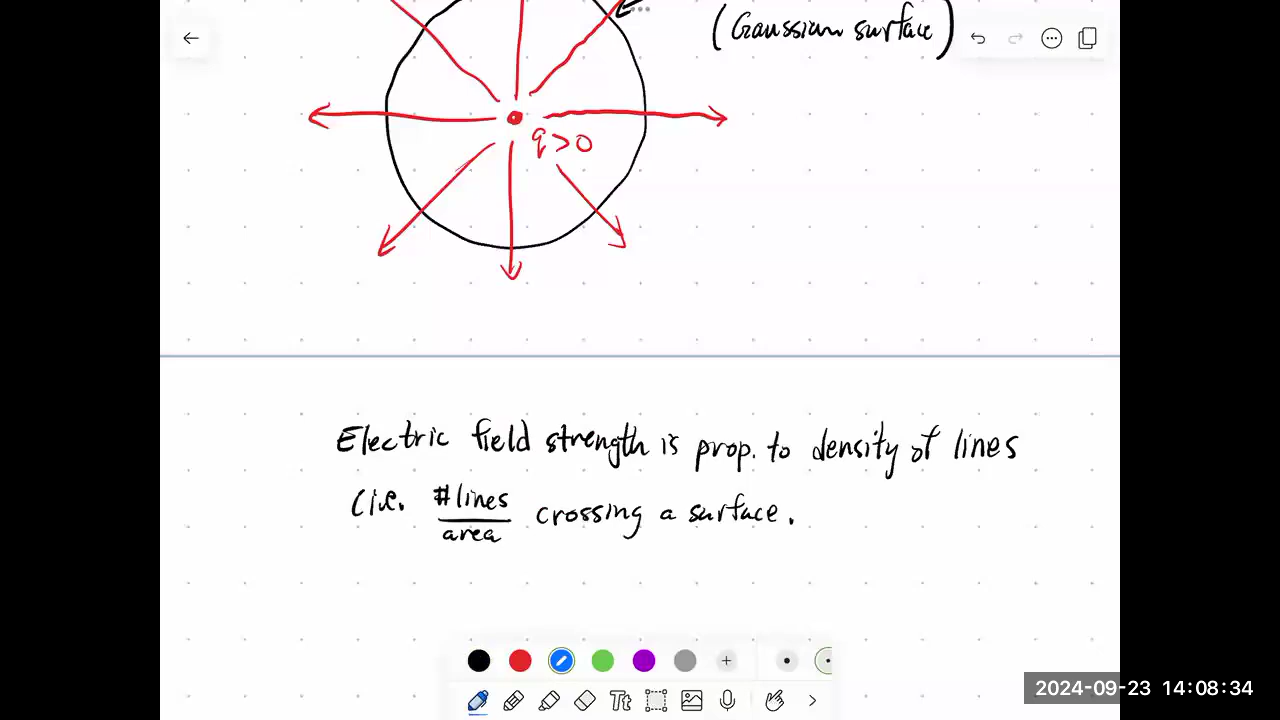 (Gaussian surface)
q>0
Electric field strength is prop. to density of lines
(i.e. #lines/area crossing a surface.
Tt
2024-09-23 14:08:34